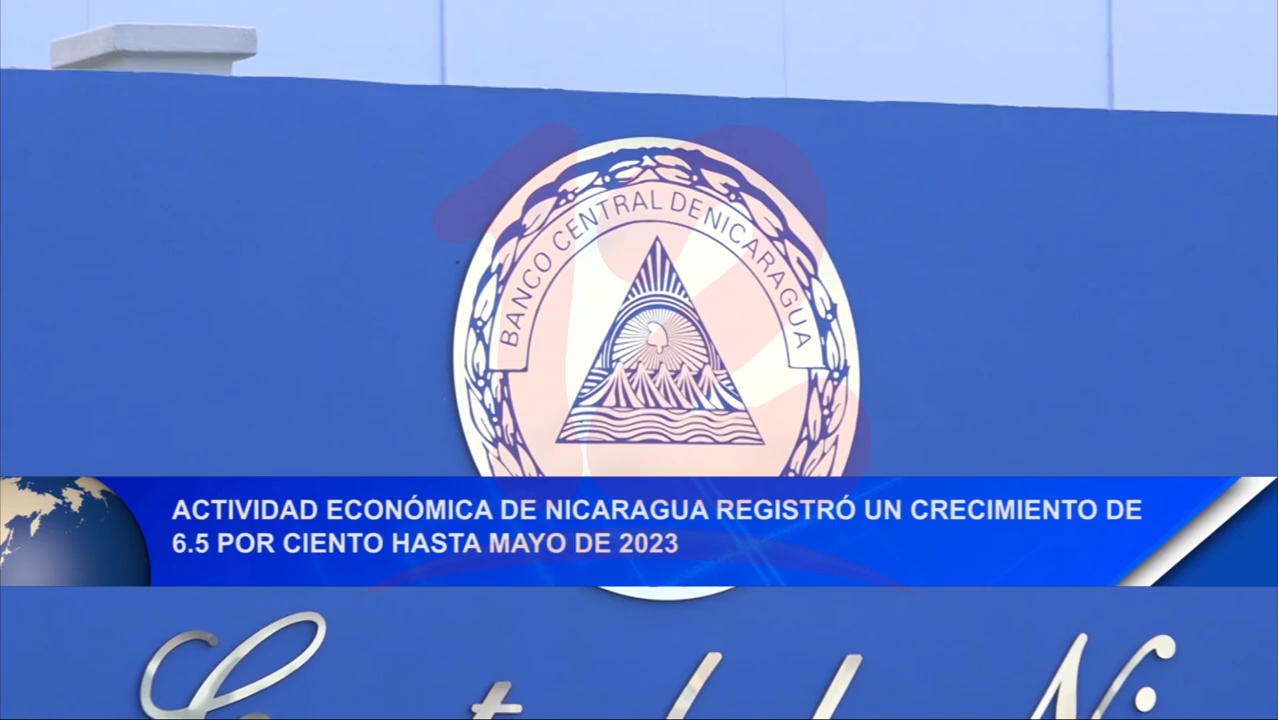 BANCO CENTRAL DE NICARAGUA
ACTIVIDAD ECONÓMICA DE NICARAGUA REGISTRÓ UN CRECIMIENTO DE
6.5 POR CIENTO HASTA MAYO DE 2023